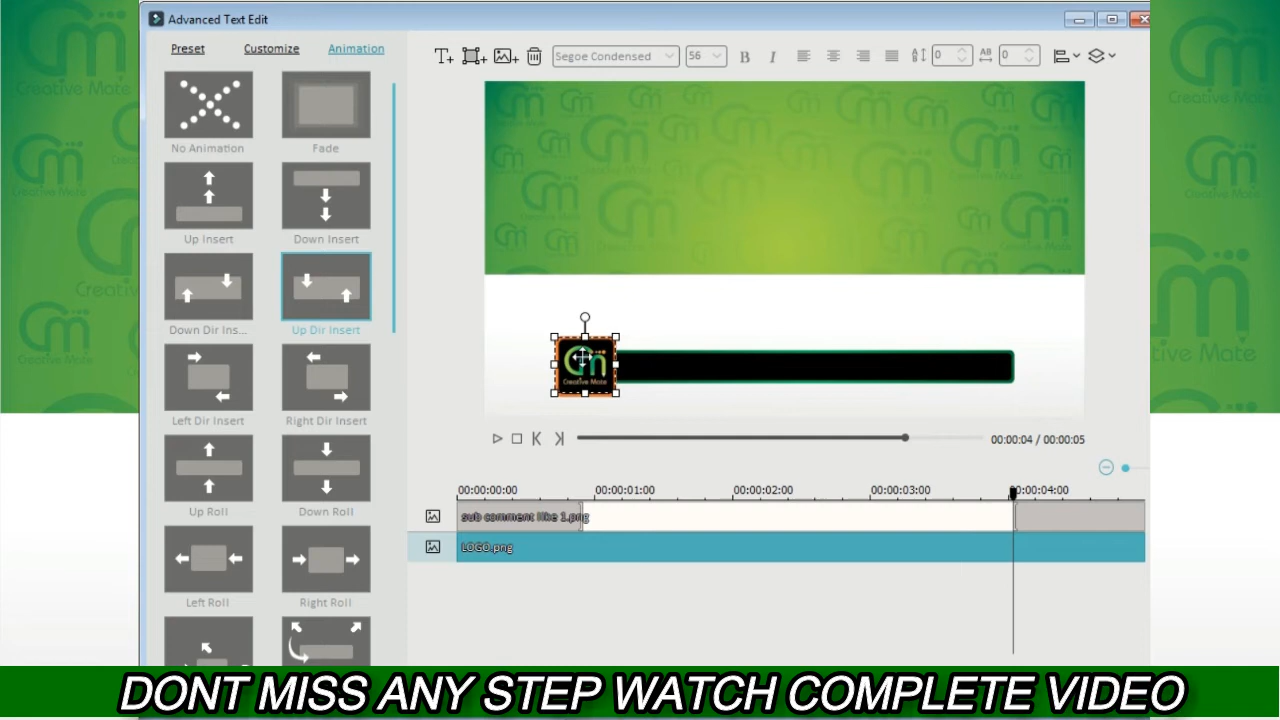 Advanced Text Edit
Preset Customize Animation
Segoe Condensed 56 B I 0 AB 0
No Animation Fade
Up Insert Down Insert
Down Dir Ins... Up Dir Insert
Left Dir Insert Right Dir Insert
Up Roll Down Roll
Left Roll Right Roll
Creative Mate
00:00:04 / 00:00:05
00:00:00:00 00:00:01:00 00:00:02:00 00:00:03:00 00:00:04:00
sub comment like 1.png
LOGO.png
DONT MISS ANY STEP WATCH COMPLETE VIDEO